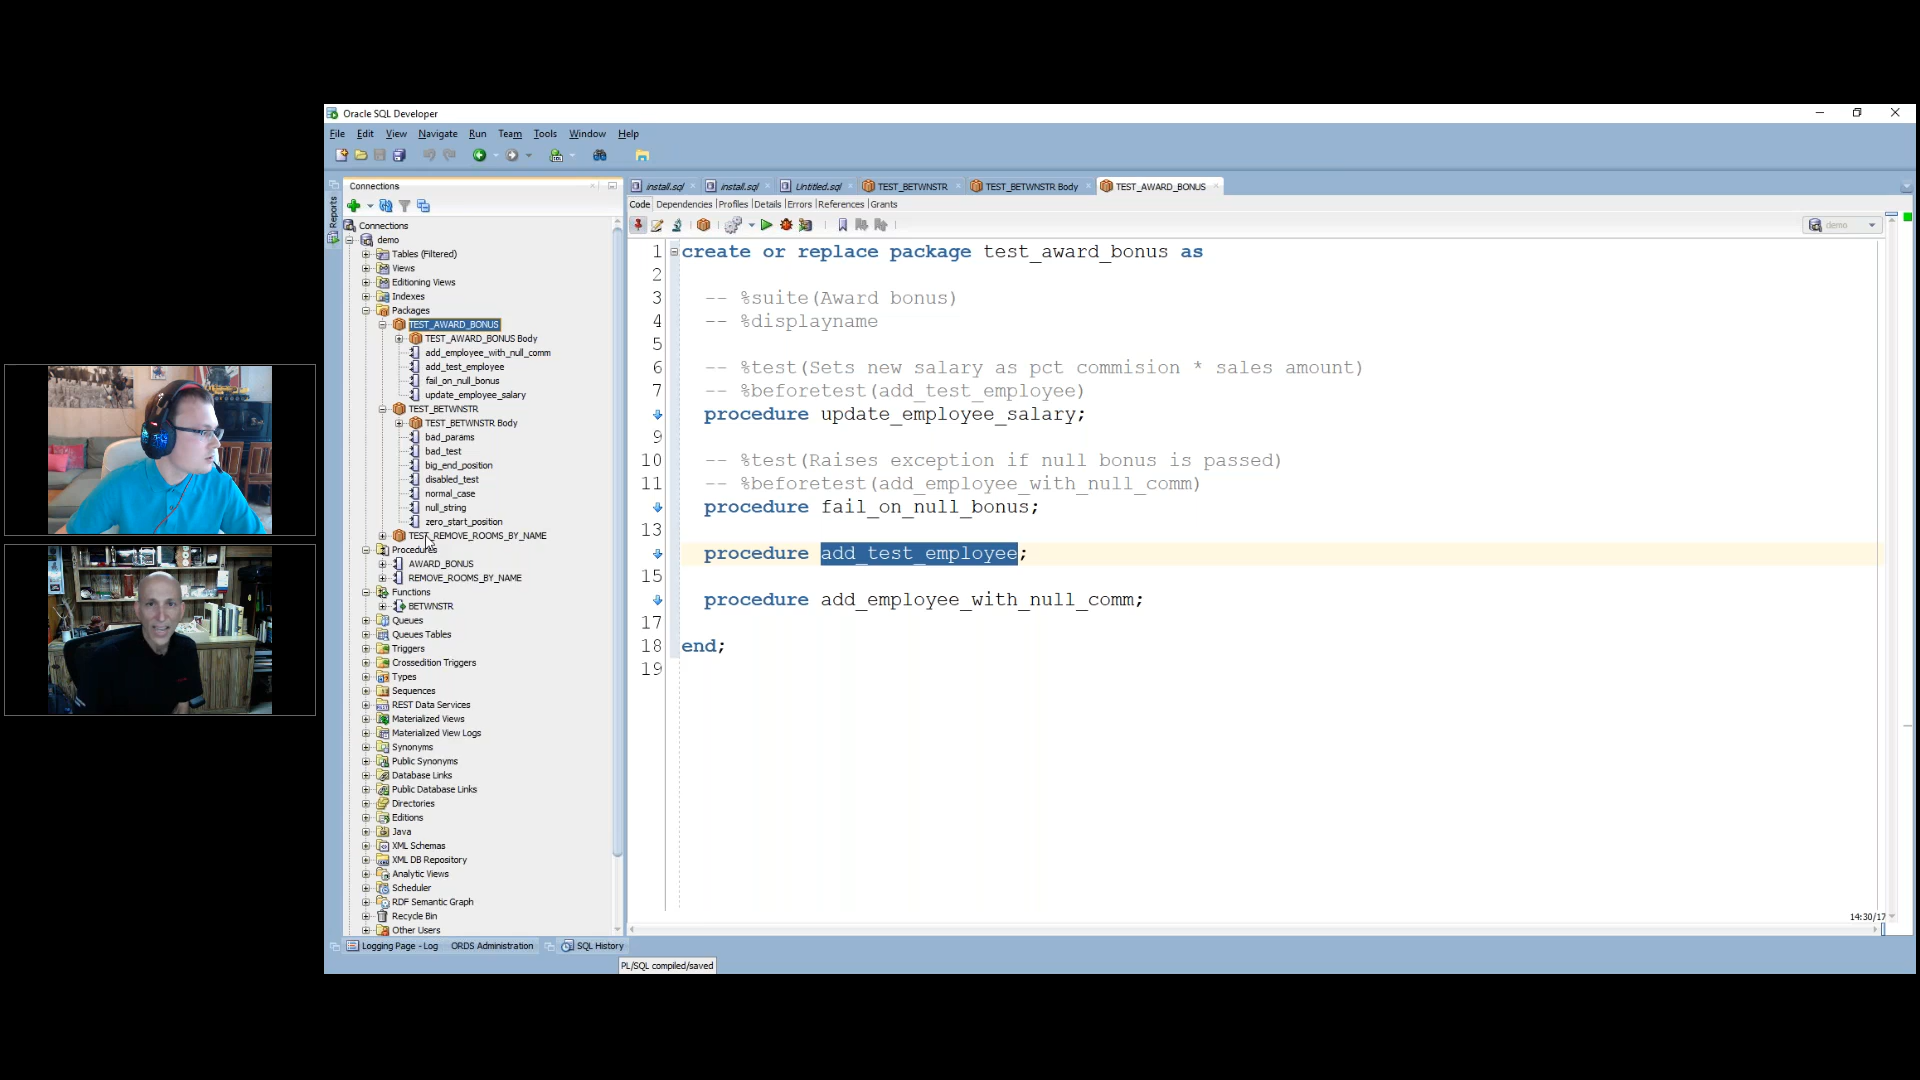 Oracle SQL Developer
File Edit View Navigate Run Team Tools Window Help
Reports
Connections
Connections
demo
Tables (Filtered)
Views
Editioning Views
Indexes
Packages
TEST_AWARD_BONUS
TEST_AWARD_BONUS Body
add_employee_with_null_comm
add_test_employee
fail_on_null_bonus
update_employee_salary
TEST_BETWNSTR
TEST_BETWNSTR Body
bad_params
bad_test
big_end_position
disabled_test
normal_case
null_string
zero_start_position
TEST_REMOVE_ROOMS_BY_NAME
Procedures
AWARD_BONUS
REMOVE_ROOMS_BY_NAME
Functions
BETWNSTR
Queues
Queues Tables
Triggers
Crossedition Triggers
Types
Sequences
REST Data Services
Materialized Views
Materialized View Logs
Synonyms
Public Synonyms
Database Links
Public Database Links
Directories
Editions
Java
XML Schemas
XML DB Repository
Analytic Views
Scheduler
RDF Semantic Graph
Recycle Bin
Other Users
install.sql install.sql Untitled.sql TEST_BETWNSTR TEST_BETWNSTR Body TEST_AWARD_BONUS
Code Dependencies Profiles Details Errors References Grants
demo
1 create or replace package test_award_bonus as
2
3 -- %suite(Award bonus)
4 -- %displayname
5
6 -- %test(Sets new salary as pct commision * sales amount)
7 -- %beforetest(add_test_employee)
procedure update_employee_salary;
9
10 -- %test(Raises exception if null bonus is passed)
11 -- %beforetest(add_employee_with_null_comm)
procedure fail_on_null_bonus;
13
procedure add_test_employee;
15
procedure add_employee_with_null_comm;
17
18 end;
19
14:30/17
Logging Page - Log ORDS Administration SQL History
PL/SQL compiled/saved